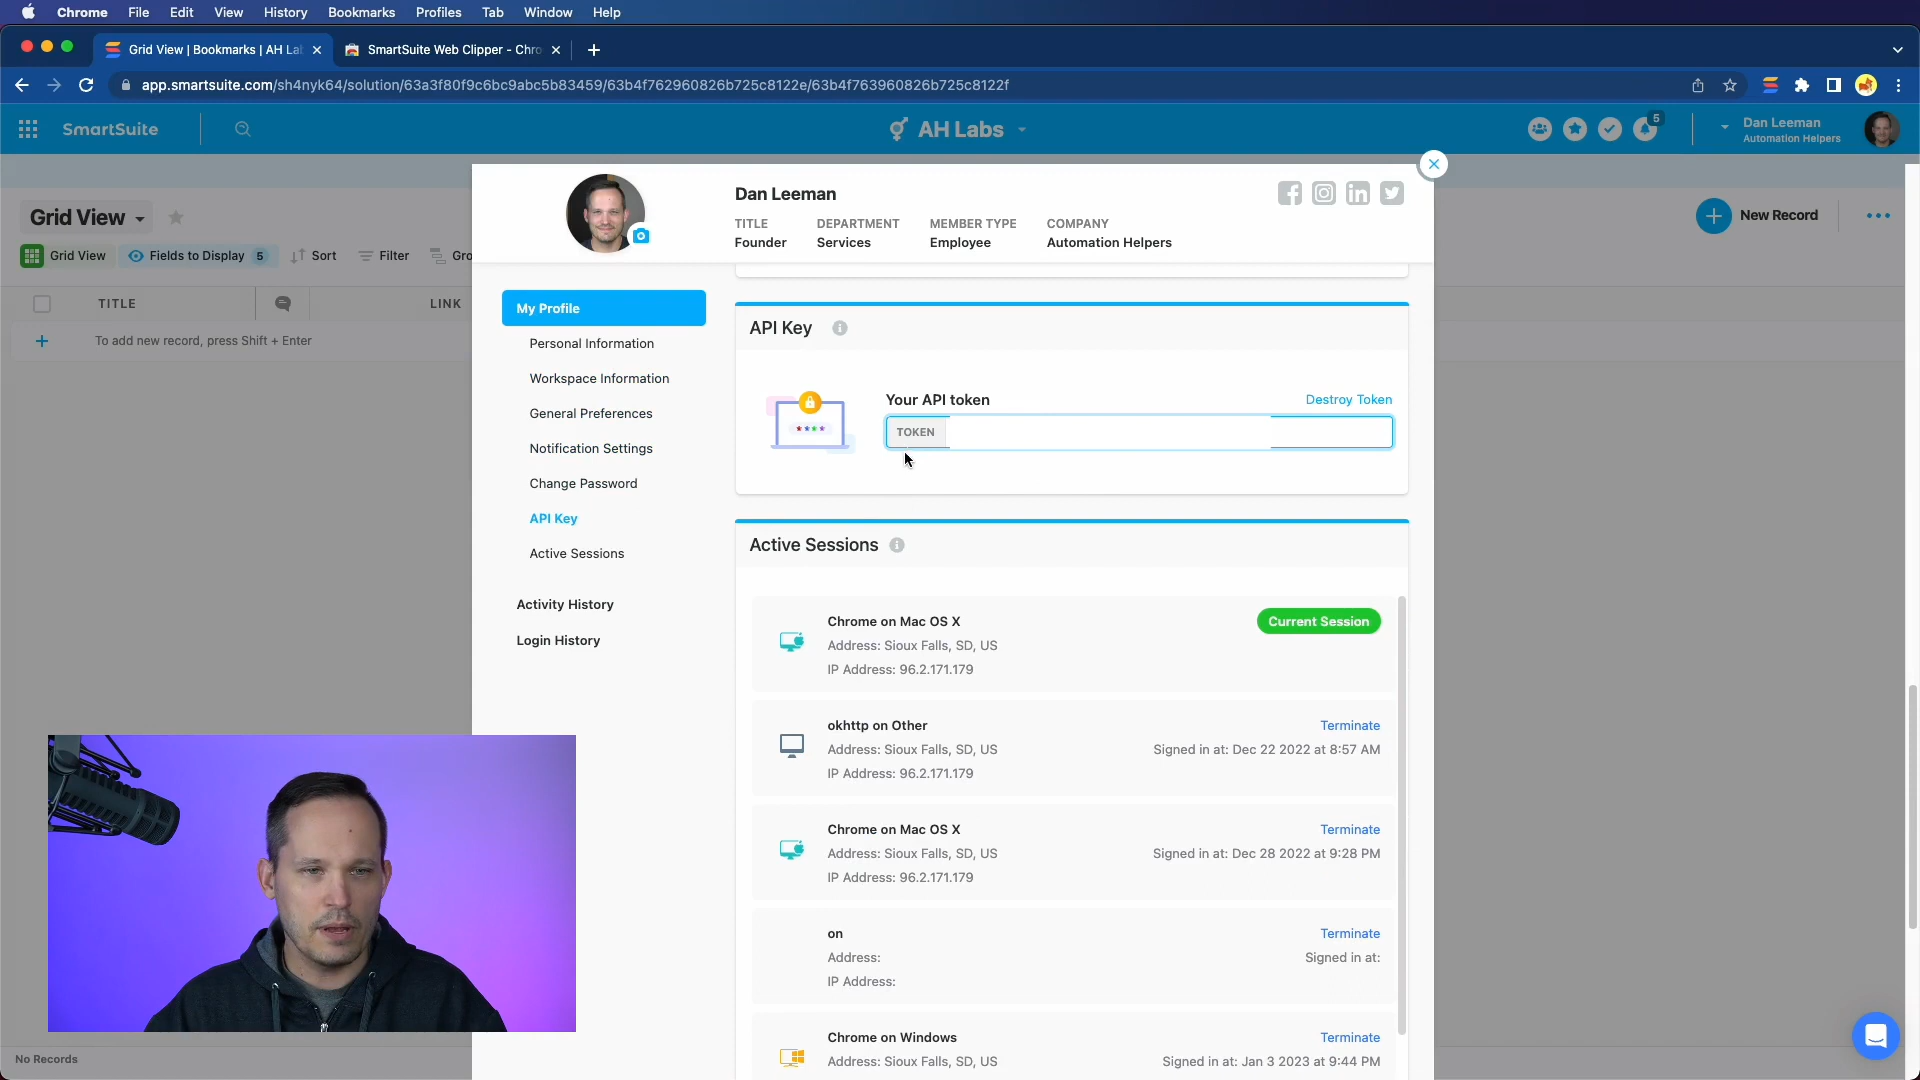 Chrome File Edit View History Bookmarks Profiles Tab Window Help
Grid View | Bookmarks | AH La
SmartSuite Web Clipper - Chro
app.smartsuite.com/sh4nyk64/solution/63a3f80f9c6bc9abc5b83459/63b4f762960826b725c8122e/63b4f763960826b725c8122f
SmartSuite
AH Labs
5
Dan Leeman
Automation Helpers
Grid View
New Record
Grid View
Fields to Display 5
Sort
Filter
Gro
TITLE
LINK
To add new record, press Shift + Enter
Dan Leeman
TITLE DEPARTMENT MEMBER TYPE COMPANY
Founder Services Employee Automation Helpers
My Profile
Personal Information
Workspace Information
General Preferences
Notification Settings
Change Password
API Key
Active Sessions
Activity History
Login History
API Key
Your API token
Destroy Token
TOKEN
Active Sessions
Chrome on Mac OS X
Current Session
Address: Sioux Falls, SD, US
IP Address: 96.2.171.179
okhttp on Other
Terminate
Address: Sioux Falls, SD, US
Signed in at: Dec 22 2022 at 8:57 AM
IP Address: 96.2.171.179
Chrome on Mac OS X
Terminate
Address: Sioux Falls, SD, US
Signed in at: Dec 28 2022 at 9:28 PM
IP Address: 96.2.171.179
on
Terminate
Address:
Signed in at:
IP Address:
Chrome on Windows
Terminate
Address: Sioux Falls, SD, US
Signed in at: Jan 3 2023 at 9:44 PM
No Records